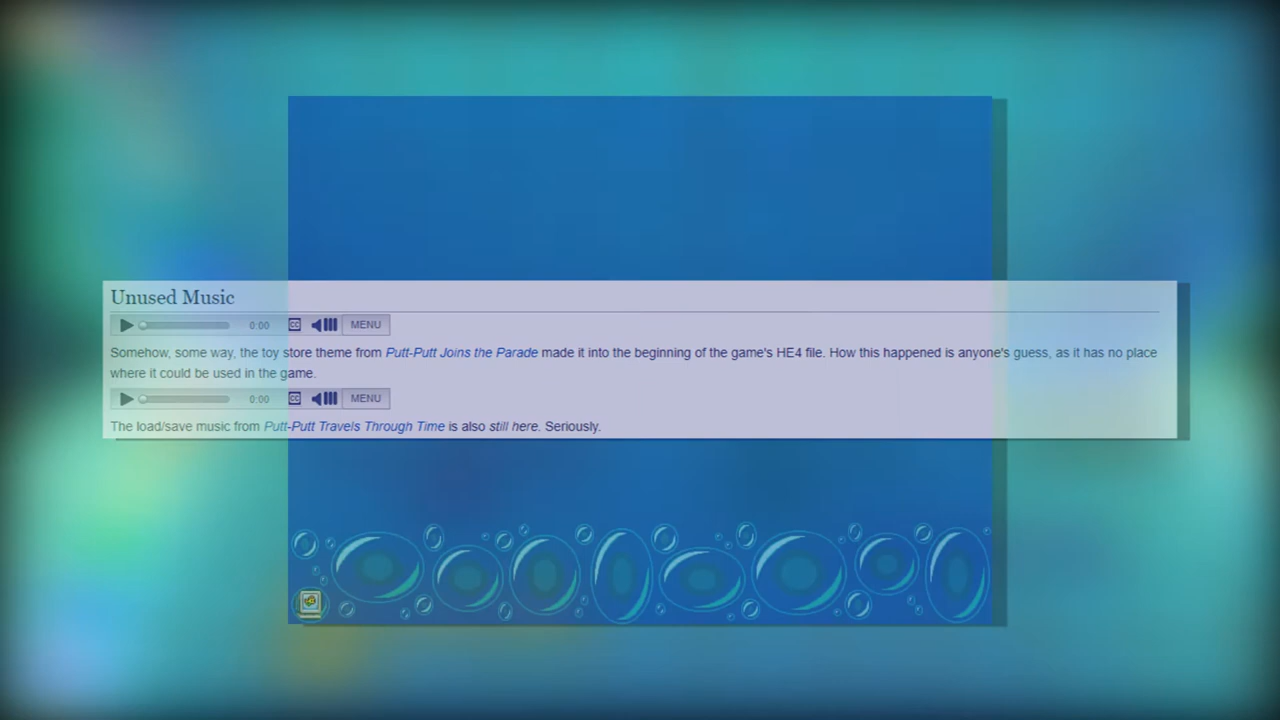 Unused Music
0:00 CC MENU
Somehow, some way, the toy store theme from Putt-Putt Joins the Parade made it into the beginning of the game's HE4 file. How this happened is anyone's guess, as it has no place
where it could be used in the game.
0:00 CC MENU
The load/save music from Putt-Putt Travels Through Time is also still here. Seriously.